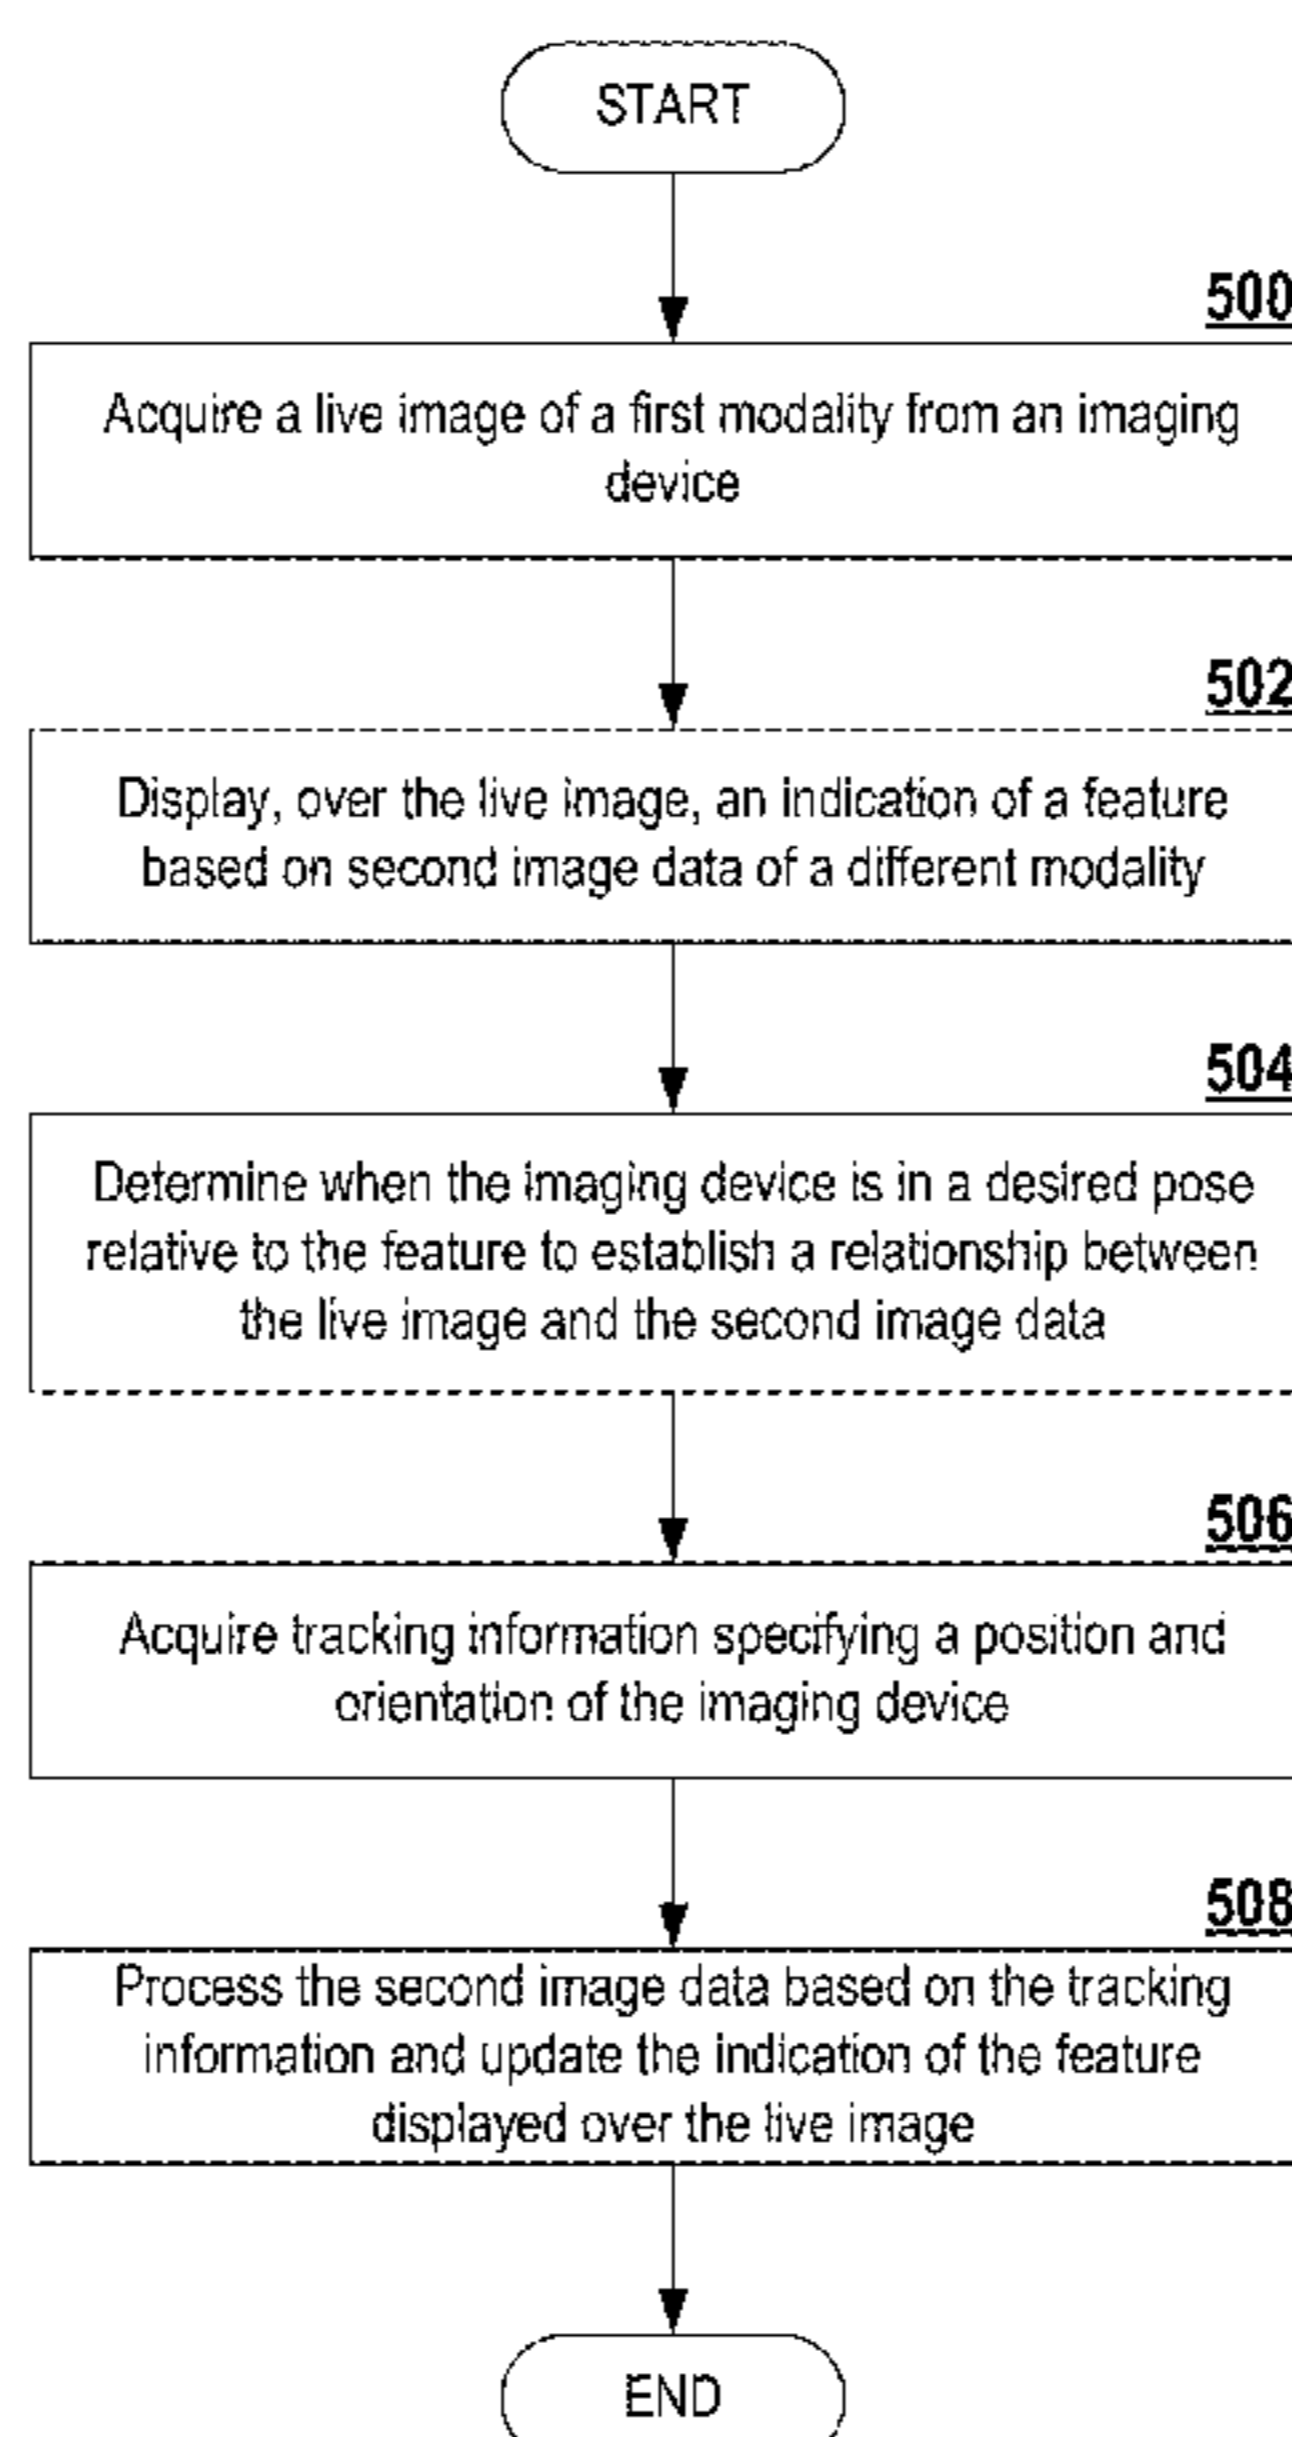 START
500
Acquire a live image of a first modality from an imaging
device
502
Display, over the live image, an indication of a feature
based on second image data of a different modality
504
Determine when the imaging device is in a desired pose
relative to the feature to establish a relationship between
the live image and the second image data
506
Acquire tracking information specifying a position and
orientation of the imaging device
508
Process the second image data based on the tracking
information and update the indication of the feature
displayed over the live image
END